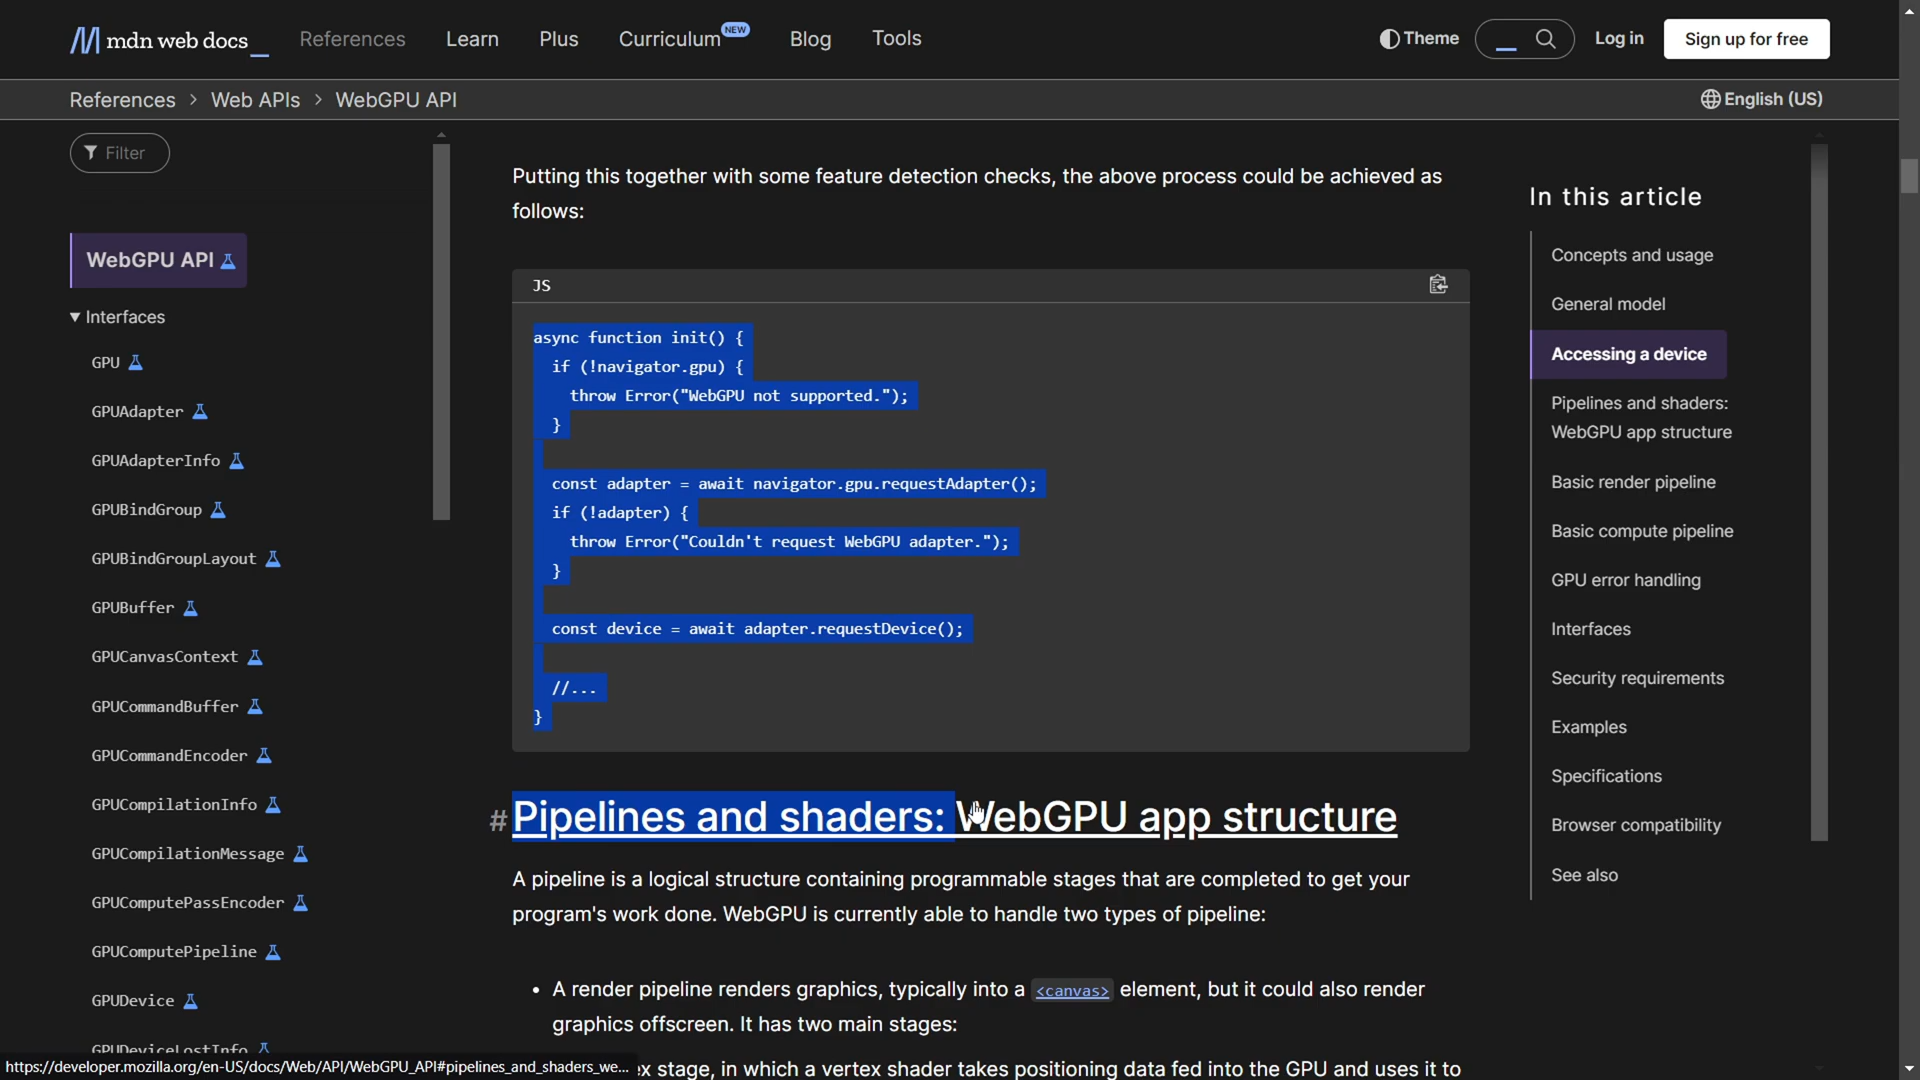 mdn web docs_
References
Learn
Plus
Curriculum NEW
Blog
Tools
Theme
Log in
Sign up for free
References > Web APIs > WebGPU API
English (US)
Filter
WebGPU API
Interfaces
GPU
GPUAdapter
GPUAdapterInfo
GPUBindGroup
GPUBindGroupLayout
GPUBuffer
GPUCanvasContext
GPUCommandBuffer
GPUCommandEncoder
GPUCompilationInfo
GPUCompilationMessage
GPUComputePassEncoder
GPUComputePipeline
GPUDevice
GPUDeviceLostInfo
Putting this together with some feature detection checks, the above process could be achieved as
follows:
JS
async function init() {
if (!navigator.gpu) {
throw Error("WebGPU not supported.");
}
const adapter = await navigator.gpu.requestAdapter();
if (!adapter) {
throw Error("Couldn't request WebGPU adapter.");
}
const device = await adapter.requestDevice();
//...
}
# Pipelines and shaders: WebGPU app structure
A pipeline is a logical structure containing programmable stages that are completed to get your
program's work done. WebGPU is currently able to handle two types of pipeline:
• A render pipeline renders graphics, typically into a <canvas> element, but it could also render
graphics offscreen. It has two main stages:
x stage, in which a vertex shader takes positioning data fed into the GPU and uses it to
In this article
Concepts and usage
General model
Accessing a device
Pipelines and shaders:
WebGPU app structure
Basic render pipeline
Basic compute pipeline
GPU error handling
Interfaces
Security requirements
Examples
Specifications
Browser compatibility
See also
https://developer.mozilla.org/en-US/docs/Web/API/WebGPU_API#pipelines_and_shaders_we...